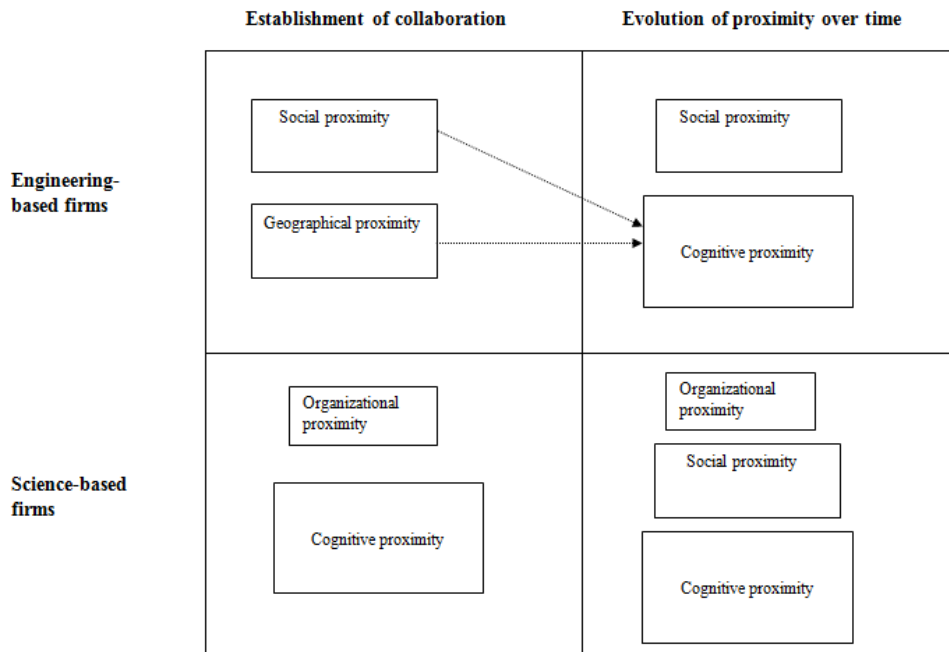 Establishment of collaboration
Evolution of proximity over time
Engineering-
based firms
Social proximity
Geographical proximity
Social proximity
Cognitive proximity
Science-based
firms
Organizational
proximity
Cognitive proximity
Organizational
proximity
Social proximity
Cognitive proximity